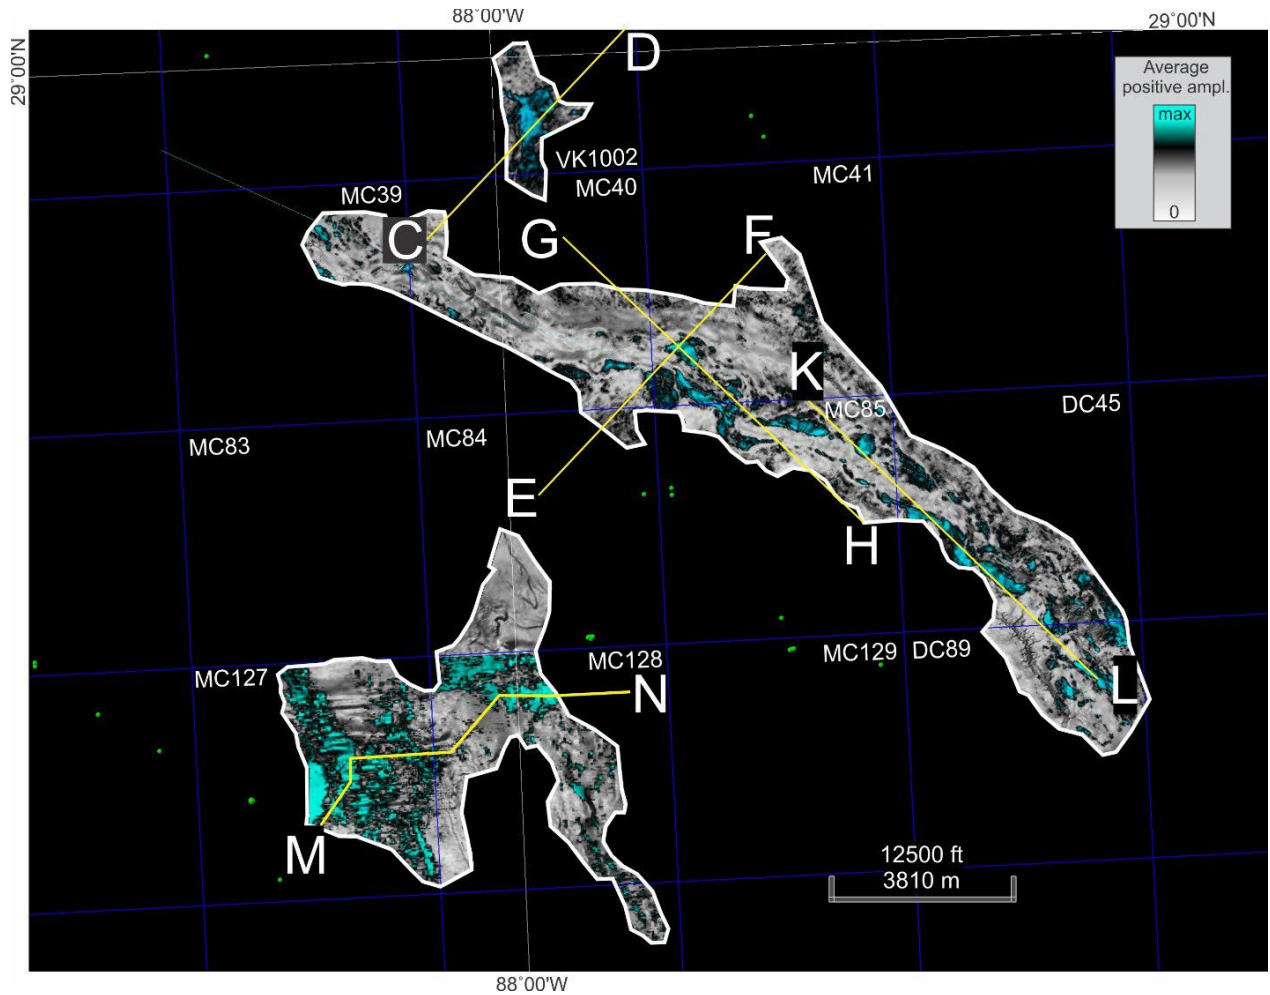 88°00'W
29°00'N
29°00'N
D
Average
positive ampl.
max
0
VK1002
MC40
MC41
MC39
C
G
F
K
MC85
DC45
MC83
MC84
E
H
MC128
MC129
DC89
MC127
N
L
M
12500 ft
3810 m
88°00'W